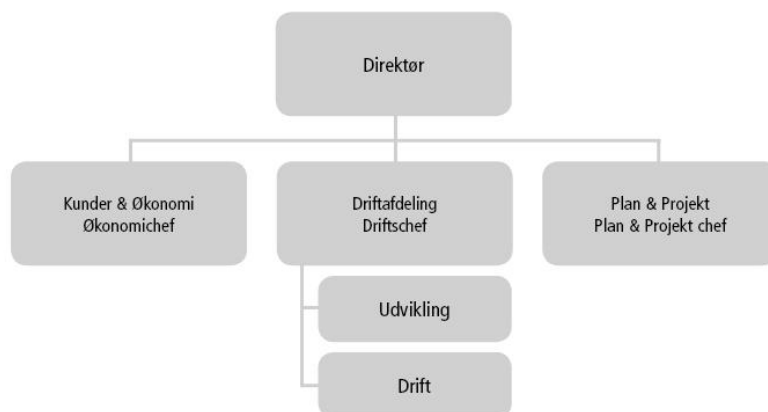 Direktør
Kunder & Økonomi
Økonomichef
Driftafdeling
Driftschef
Plan & Projekt
Plan & Projekt chef
Udvikling
Drift